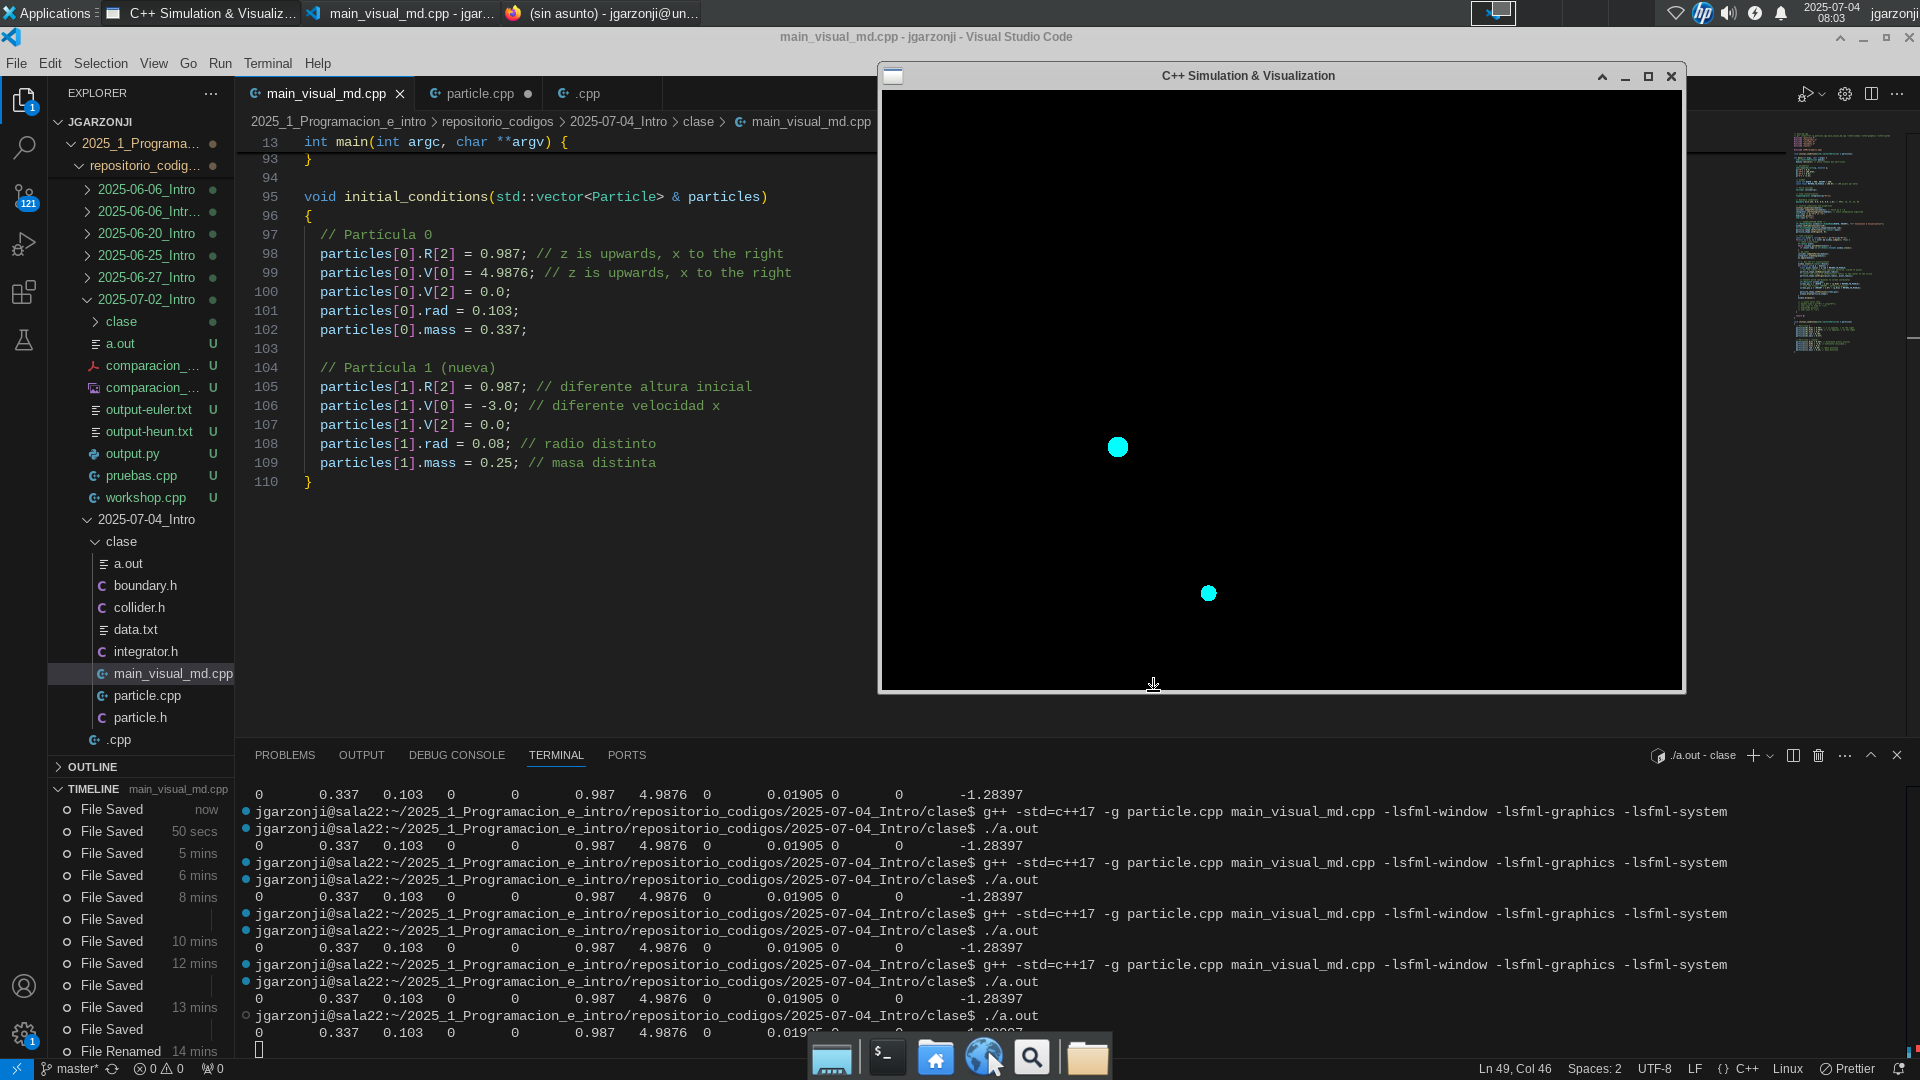 Applications
C++ Simulation & Visualiz...
main_visual_md.cpp - jgar...
(sin asunto) - jgarzonji@un...
2025-07-04
08:03
jgarzonji
main_visual_md.cpp - jgarzonji - Visual Studio Code
File Edit Selection View Go Run Terminal Help
EXPLORER
JGARZONJI
2025_1_Programa...
repositorio_codig...
2025-06-06_Intro
2025-06-06_Intr...
2025-06-20_Intro
2025-06-25_Intro
2025-06-27_Intro
2025-07-02_Intro
clase
a.out U
comparacion_... U
comparacion_... U
output-euler.txt U
output-heun.txt U
output.py U
pruebas.cpp U
workshop.cpp U
2025-07-04_Intro
clase
a.out
boundary.h
collider.h
data.txt
integrator.h
main_visual_md.cpp
particle.cpp
particle.h
.cpp
OUTLINE
TIMELINE main_visual_md.cpp
File Saved now
File Saved 50 secs
File Saved 5 mins
File Saved 6 mins
File Saved 8 mins
File Saved
File Saved 10 mins
File Saved 12 mins
File Saved
File Saved 13 mins
File Saved
File Renamed 14 mins
1
121
1
main_visual_md.cpp
particle.cpp
.cpp
2025_1_Programacion_e_intro > repositorio_codigos > 2025-07-04_Intro > clase > main_visual_md.cpp
13 int main(int argc, char **argv) {
93 }
94
95 void initial_conditions(std::vector<Particle> & particles)
96 {
97 // Partícula 0
98 particles[0].R[2] = 0.987; // z is upwards, x to the right
99 particles[0].V[0] = 4.9876; // z is upwards, x to the right
100 particles[0].V[2] = 0.0;
101 particles[0].rad = 0.103;
102 particles[0].mass = 0.337;
103
104 // Partícula 1 (nueva)
105 particles[1].R[2] = 0.987; // diferente altura inicial
106 particles[1].V[0] = -3.0; // diferente velocidad x
107 particles[1].V[2] = 0.0;
108 particles[1].rad = 0.08; // radio distinto
109 particles[1].mass = 0.25; // masa distinta
110 }
C++ Simulation & Visualization
PROBLEMS OUTPUT DEBUG CONSOLE TERMINAL PORTS
./a.out - clase
0 0.337 0.103 0 0 0.987 4.9876 0 0.01905 0 0 -1.28397
jgarzonji@sala22:~/2025_1_Programacion_e_intro/repositorio_codigos/2025-07-04_Intro/clase$ g++ -std=c++17 -g particle.cpp main_visual_md.cpp -lsfml-window -lsfml-graphics -lsfml-system
jgarzonji@sala22:~/2025_1_Programacion_e_intro/repositorio_codigos/2025-07-04_Intro/clase$ ./a.out
0 0.337 0.103 0 0 0.987 4.9876 0 0.01905 0 0 -1.28397
jgarzonji@sala22:~/2025_1_Programacion_e_intro/repositorio_codigos/2025-07-04_Intro/clase$ g++ -std=c++17 -g particle.cpp main_visual_md.cpp -lsfml-window -lsfml-graphics -lsfml-system
jgarzonji@sala22:~/2025_1_Programacion_e_intro/repositorio_codigos/2025-07-04_Intro/clase$ ./a.out
0 0.337 0.103 0 0 0.987 4.9876 0 0.01905 0 0 -1.28397
jgarzonji@sala22:~/2025_1_Programacion_e_intro/repositorio_codigos/2025-07-04_Intro/clase$ g++ -std=c++17 -g particle.cpp main_visual_md.cpp -lsfml-window -lsfml-graphics -lsfml-system
jgarzonji@sala22:~/2025_1_Programacion_e_intro/repositorio_codigos/2025-07-04_Intro/clase$ ./a.out
0 0.337 0.103 0 0 0.987 4.9876 0 0.01905 0 0 -1.28397
jgarzonji@sala22:~/2025_1_Programacion_e_intro/repositorio_codigos/2025-07-04_Intro/clase$ g++ -std=c++17 -g particle.cpp main_visual_md.cpp -lsfml-window -lsfml-graphics -lsfml-system
jgarzonji@sala22:~/2025_1_Programacion_e_intro/repositorio_codigos/2025-07-04_Intro/clase$ ./a.out
0 0.337 0.103 0 0 0.987 4.9876 0 0.01905 0 0 -1.28397
jgarzonji@sala22:~/2025_1_Programacion_e_intro/repositorio_codigos/2025-07-04_Intro/clase$ ./a.out
0 0.337 0.103 0 0 0.987 4.9876 0
master* 0 0 0
Ln 49, Col 46 Spaces: 2 UTF-8 LF {} C++ Linux Prettier